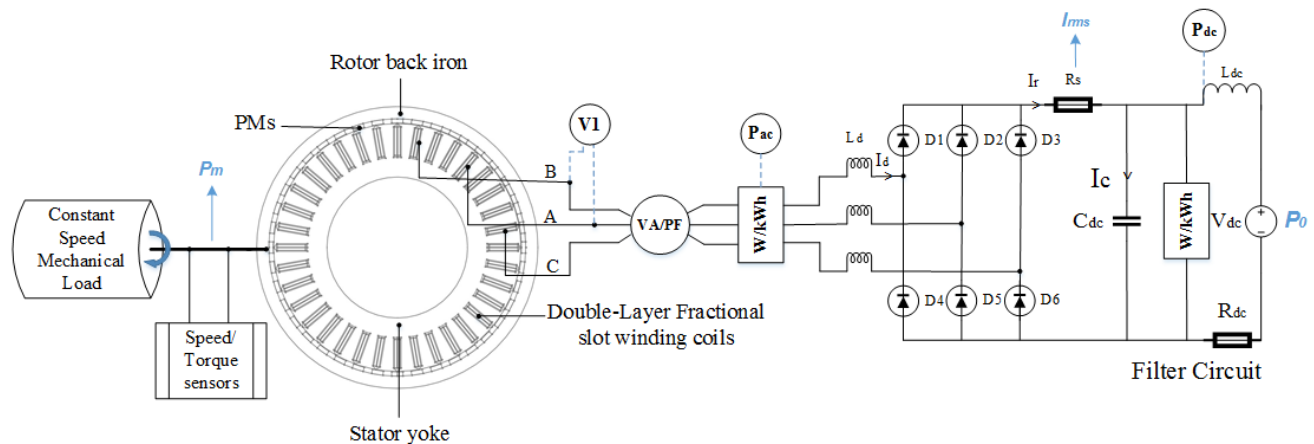 Rotor back iron
PMs
Pm
Constant
Speed
Mechanical
Load
Speed/
Torque
sensors
Stator yoke
Double-Layer Fractional
slot winding coils
B
A
C
V1
VA/PF
Pac
W/kWh
Ld
Id
D1
D2
D3
D4
D5
D6
Irms
Ir
Rs
Ic
Cdc
W/kWh
Pdc
Ldc
Vdc
P0
Rdc
Filter Circuit